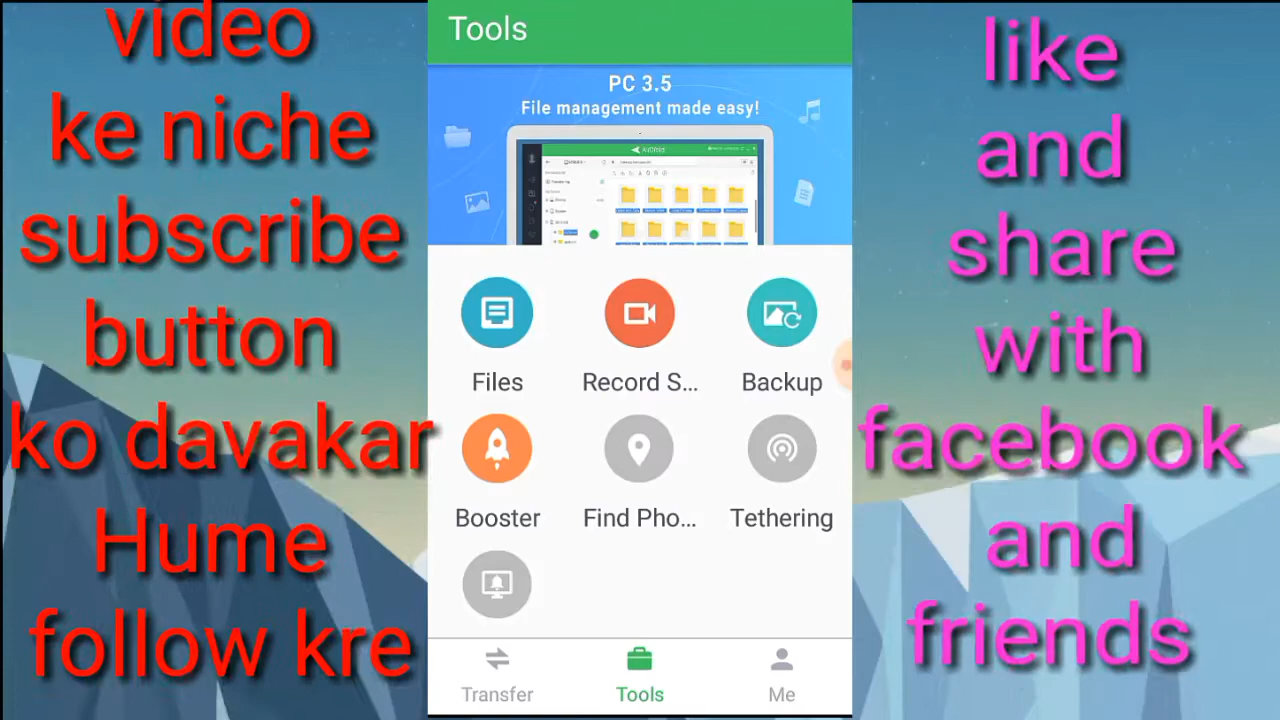 video
ke niche
subscribe
button
ko davakar
Hume
follow kre
Tools
PC 3.5
File management made easy!
AirDroid
Files
Record S...
Backup
Booster
Find Pho...
Tethering
Transfer
Tools
Me
like
and
share
with
facebook
and
friends